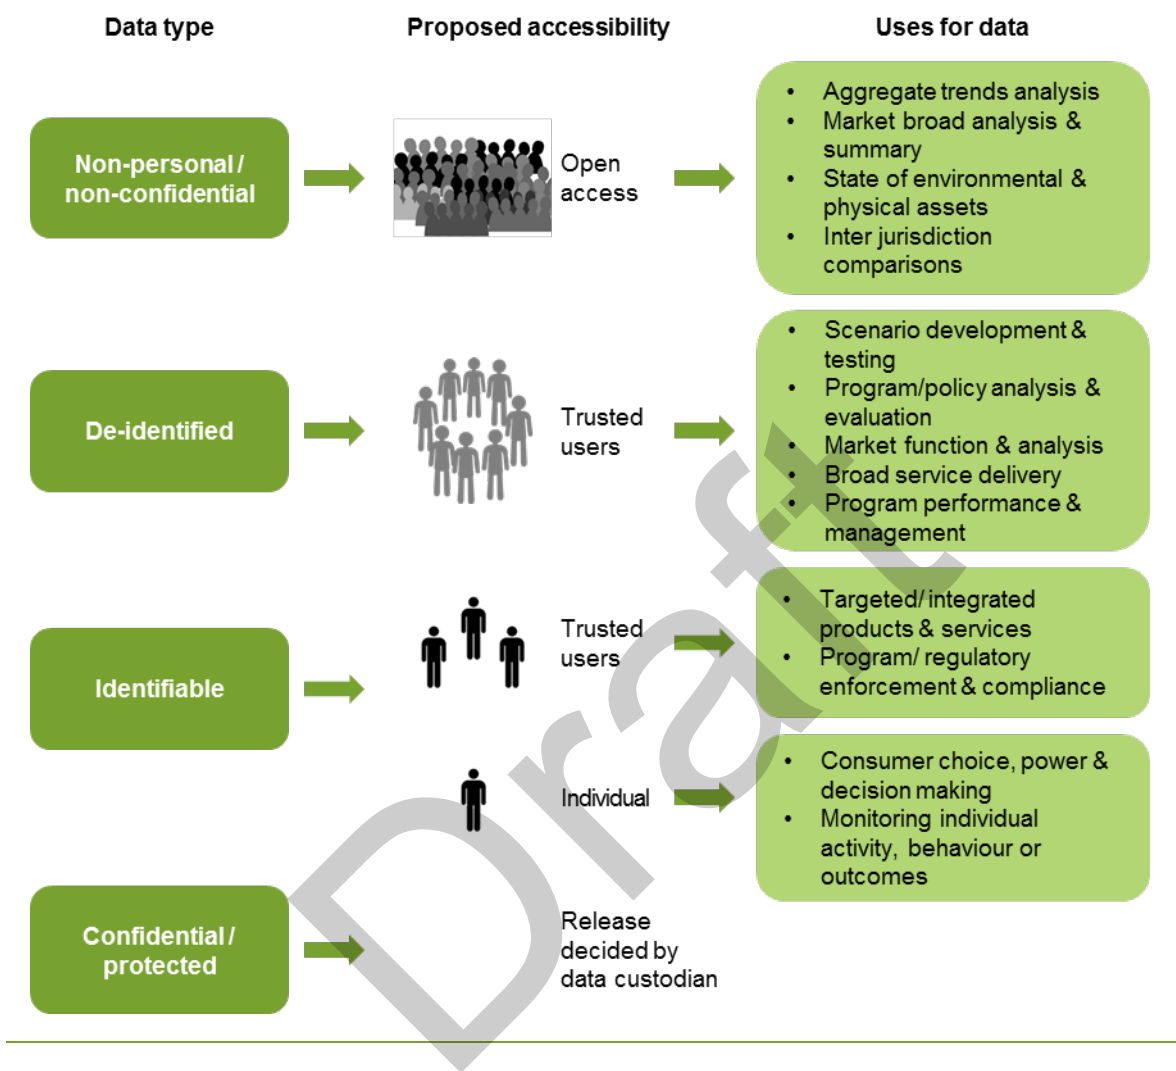 Data type
Proposed accessibility
Uses for data
Non-personal /
non-confidential
Open
access
• Aggregate trends analysis
• Market broad analysis &
summary
• State of environmental &
physical assets
• Inter jurisdiction
comparisons
De-identified
Trusted
users
• Scenario development &
testing
• Program/policy analysis &
evaluation
• Market function & analysis
• Broad service delivery
• Program performance &
management
Identifiable
Trusted
users
• Targeted/ integrated
products & services
• Program/ regulatory
enforcement & compliance
Individual
• Consumer choice, power &
decision making
• Monitoring individual
activity, behaviour or
outcomes
Confidential /
protected
Release
decided by
data custodian
Draft